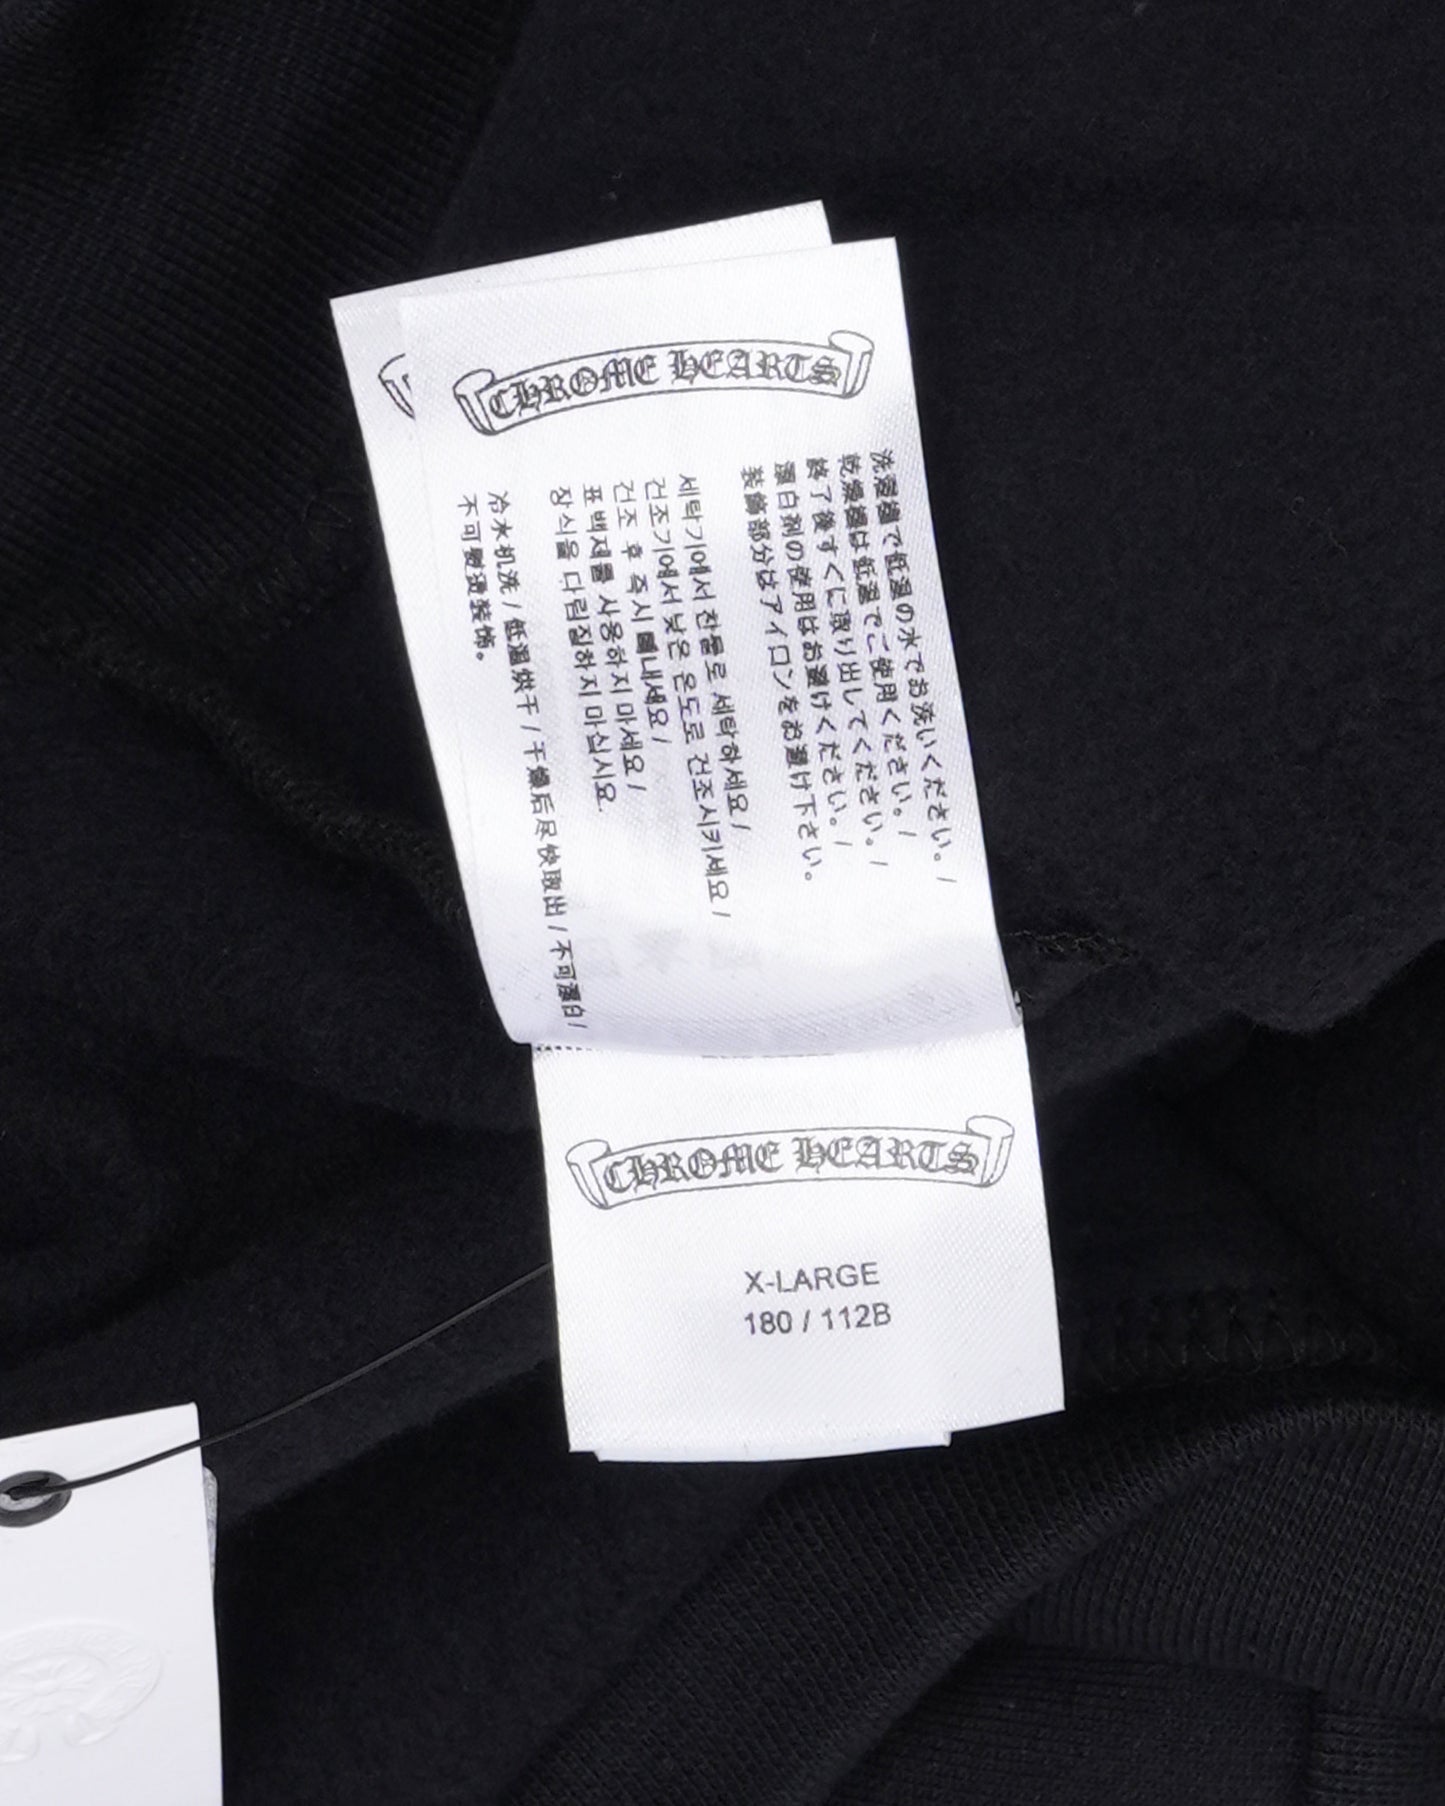 CHROME HEARTS
洗濯機で低温の水でお洗いください。/
乾燥機は低温でご使用ください。/
終了後すぐに取り出してください。/
漂白剤の使用はお避けください。/
装飾部分はアイロンをお避け下さい。
세탁기에서 찬물로 세탁하세요 /
건조기에서 낮은 온도로 건조시키세요 /
건조 후 즉시 빼내세요 /
표백제를 사용하지 마세요 /
장식을 다림질하지 마십시요.
冷水机洗 / 低温烘干 / 干燥后尽快取出 / 不可漂白 /
不可熨烫装饰。
CHROME HEARTS
X-LARGE
180 / 112B